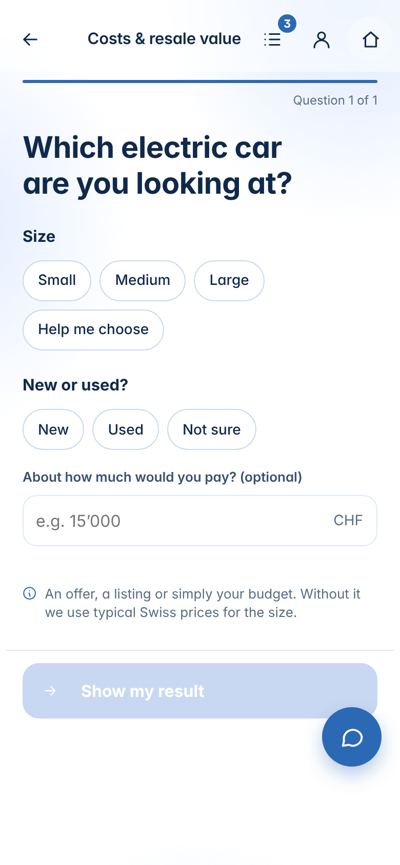 Costs & resale value
3
Question 1 of 1
Which electric car
are you looking at?
Size
Small
Medium
Large
Help me choose
New or used?
New
Used
Not sure
About how much would you pay? (optional)
e.g. 15’000
CHF
An offer, a listing or simply your budget. Without it
we use typical Swiss prices for the size.
Show my result